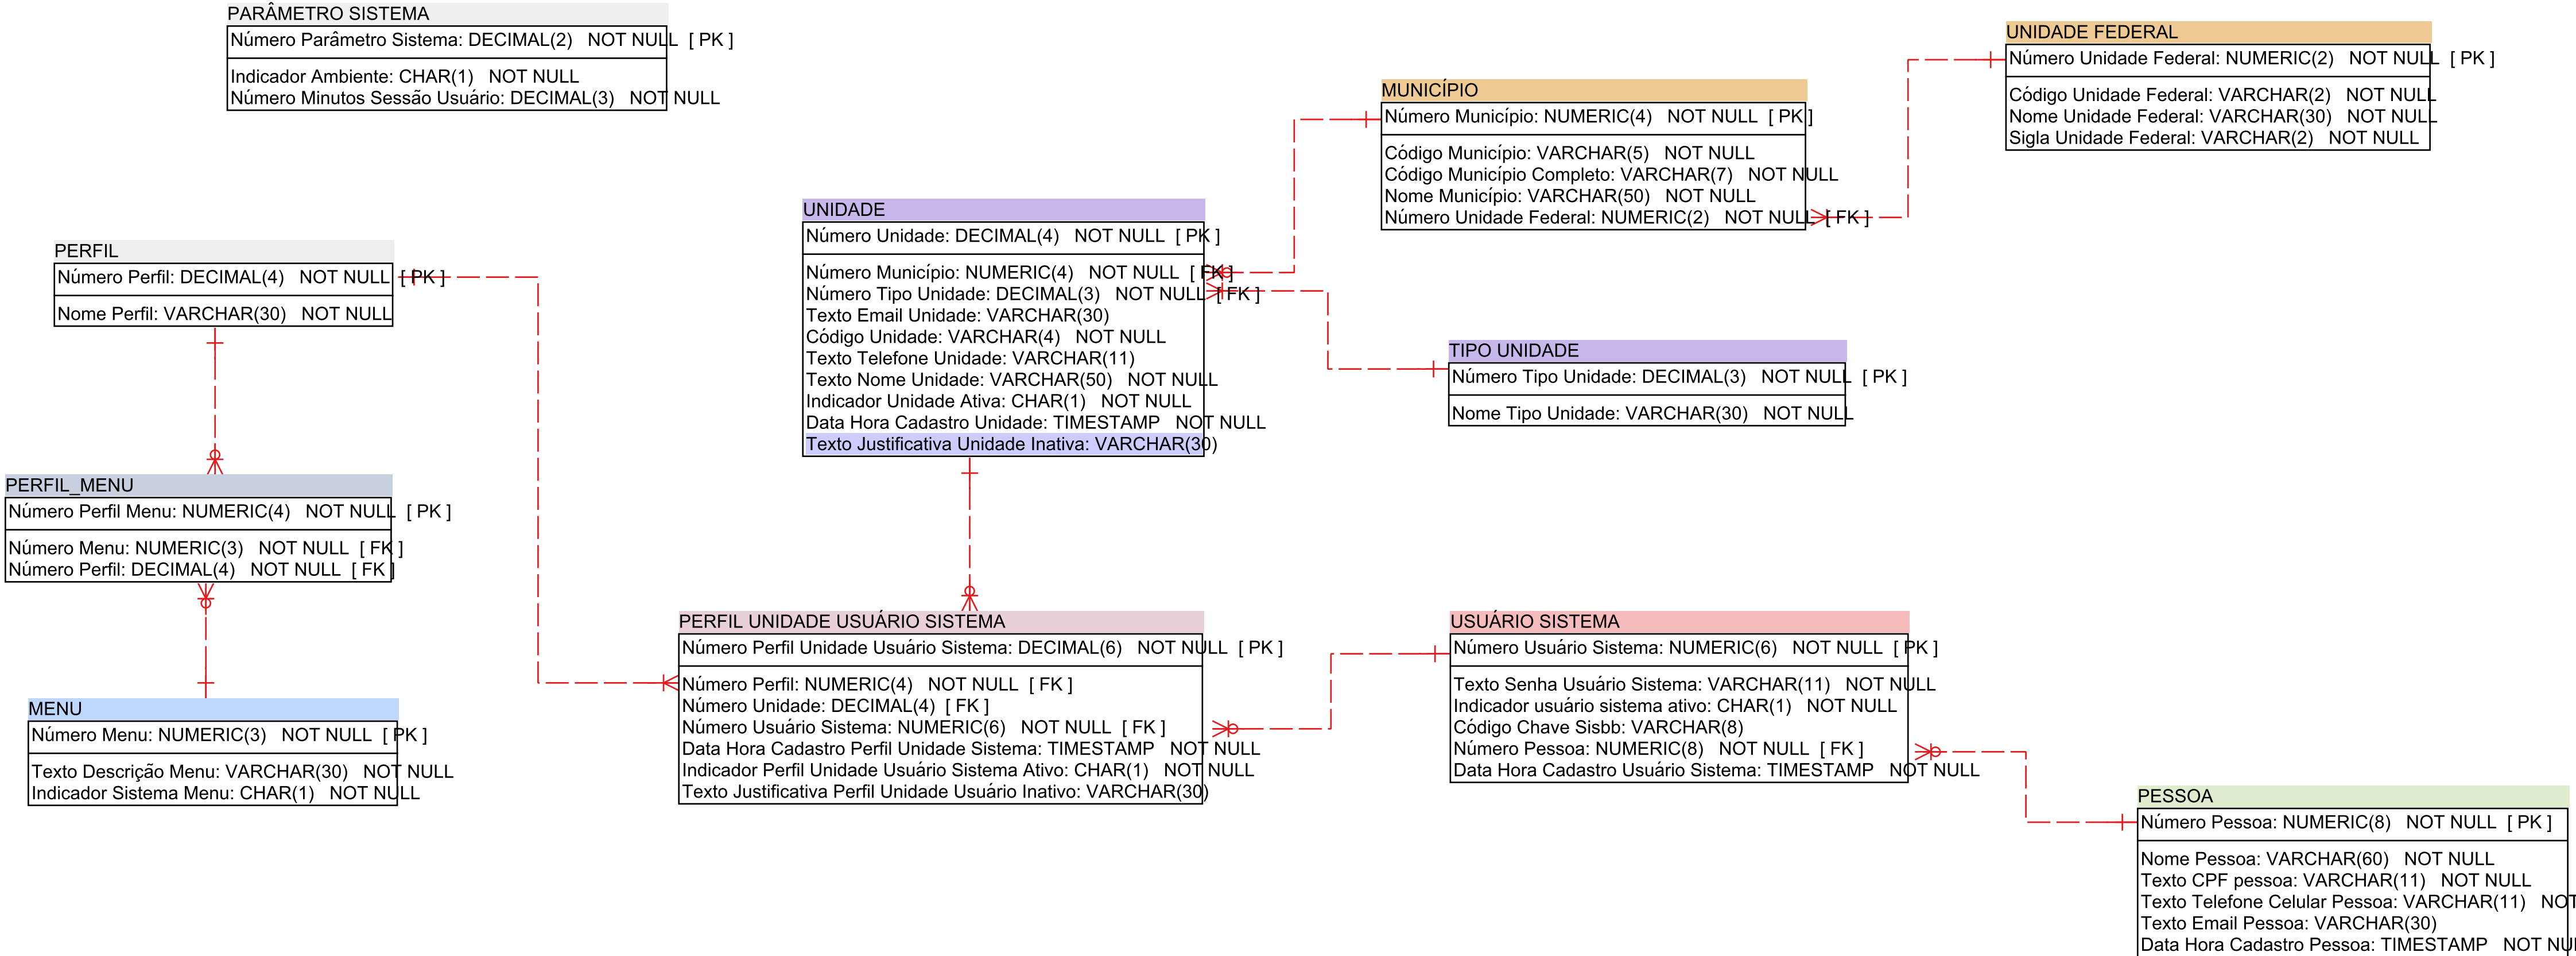 PARÂMETRO SISTEMA
Número Parâmetro Sistema: DECIMAL(2)   NOT NULL  [ PK ]
Indicador Ambiente: CHAR(1)   NOT NULL
Número Minutos Sessão Usuário: DECIMAL(3)   NOT NULL
UNIDADE FEDERAL
Número Unidade Federal: NUMERIC(2)   NOT NULL  [ PK ]
Código Unidade Federal: VARCHAR(2)   NOT NULL
Nome Unidade Federal: VARCHAR(30)   NOT NULL
Sigla Unidade Federal: VARCHAR(2)   NOT NULL
MUNICÍPIO
Número Município: NUMERIC(4)   NOT NULL  [ PK ]
Código Município: VARCHAR(5)   NOT NULL
Código Município Completo: VARCHAR(7)   NOT NULL
Nome Município: VARCHAR(50)   NOT NULL
Número Unidade Federal: NUMERIC(2)   NOT NULL  [ FK ]
UNIDADE
Número Unidade: DECIMAL(4)   NOT NULL  [ PK ]
Número Município: NUMERIC(4)   NOT NULL  [ FK ]
Número Tipo Unidade: DECIMAL(3)   NOT NULL  [ FK ]
Texto Email Unidade: VARCHAR(30)
Código Unidade: VARCHAR(4)   NOT NULL
Texto Telefone Unidade: VARCHAR(11)
Texto Nome Unidade: VARCHAR(50)   NOT NULL
Indicador Unidade Ativa: CHAR(1)   NOT NULL
Data Hora Cadastro Unidade: TIMESTAMP   NOT NULL
Texto Justificativa Unidade Inativa: VARCHAR(30)
PERFIL
Número Perfil: DECIMAL(4)   NOT NULL  [ PK ]
Nome Perfil: VARCHAR(30)   NOT NULL
TIPO UNIDADE
Número Tipo Unidade: DECIMAL(3)   NOT NULL  [ PK ]
Nome Tipo Unidade: VARCHAR(30)   NOT NULL
PERFIL_MENU
Número Perfil Menu: NUMERIC(4)   NOT NULL  [ PK ]
Número Menu: NUMERIC(3)   NOT NULL  [ FK ]
Número Perfil: DECIMAL(4)   NOT NULL  [ FK ]
PERFIL UNIDADE USUÁRIO SISTEMA
Número Perfil Unidade Usuário Sistema: DECIMAL(6)   NOT NULL  [ PK ]
Número Perfil: NUMERIC(4)   NOT NULL  [ FK ]
Número Unidade: DECIMAL(4)  [ FK ]
Número Usuário Sistema: NUMERIC(6)   NOT NULL  [ FK ]
Data Hora Cadastro Perfil Unidade Sistema: TIMESTAMP   NOT NULL
Indicador Perfil Unidade Usuário Sistema Ativo: CHAR(1)   NOT NULL
Texto Justificativa Perfil Unidade Usuário Inativo: VARCHAR(30)
USUÁRIO SISTEMA
Número Usuário Sistema: NUMERIC(6)   NOT NULL  [ PK ]
Texto Senha Usuário Sistema: VARCHAR(11)   NOT NULL
Indicador usuário sistema ativo: CHAR(1)   NOT NULL
Código Chave Sisbb: VARCHAR(8)
Número Pessoa: NUMERIC(8)   NOT NULL  [ FK ]
Data Hora Cadastro Usuário Sistema: TIMESTAMP   NOT NULL
MENU
Número Menu: NUMERIC(3)   NOT NULL  [ PK ]
Texto Descrição Menu: VARCHAR(30)   NOT NULL
Indicador Sistema Menu: CHAR(1)   NOT NULL
PESSOA
Número Pessoa: NUMERIC(8)   NOT NULL  [ PK ]
Nome Pessoa: VARCHAR(60)   NOT NULL
Texto CPF pessoa: VARCHAR(11)   NOT NULL
Texto Telefone Celular Pessoa: VARCHAR(11)   NOT
Texto Email Pessoa: VARCHAR(30)
Data Hora Cadastro Pessoa: TIMESTAMP   NOT